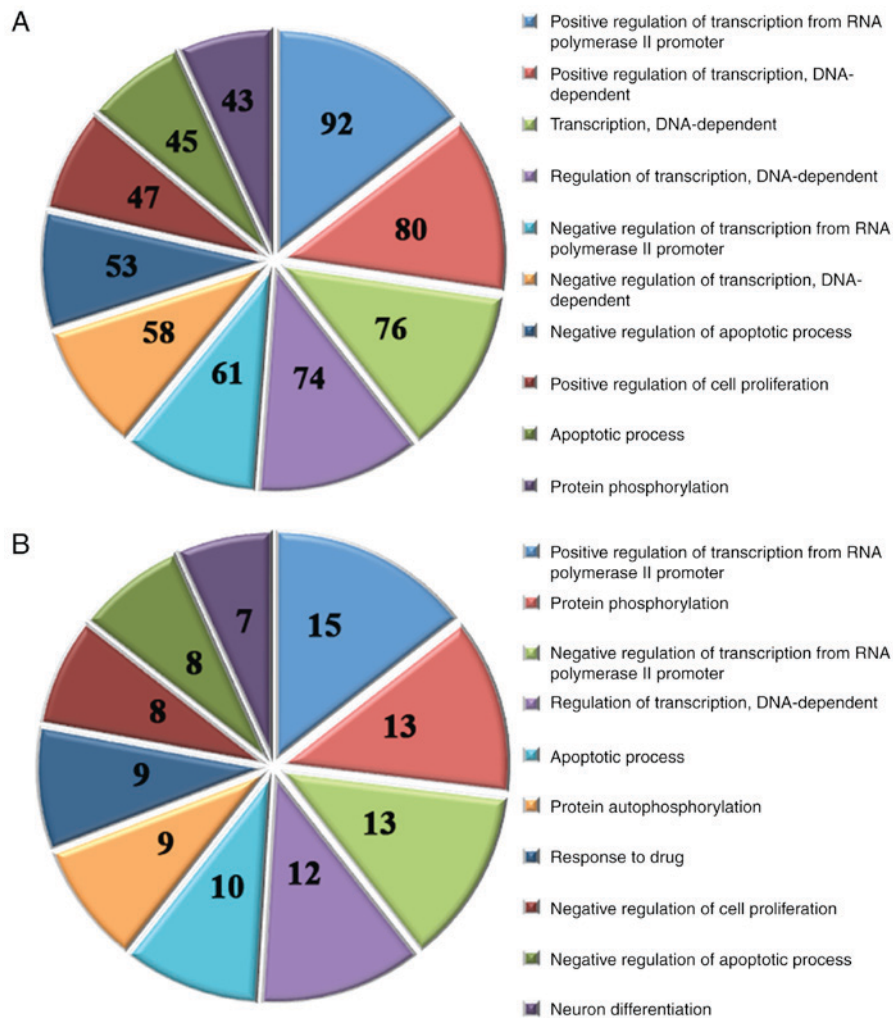 A
92
80
76
74
61
58
53
47
45
43
Positive regulation of transcription from RNA
polymerase II promoter
Positive regulation of transcription, DNA-
dependent
Transcription, DNA-dependent
Regulation of transcription, DNA-dependent
Negative regulation of transcription from RNA
polymerase II promoter
Negative regulation of transcription, DNA-
dependent
Negative regulation of apoptotic process
Positive regulation of cell proliferation
Apoptotic process
Protein phosphorylation
B
15
13
13
12
10
9
9
8
8
7
Positive regulation of transcription from RNA
polymerase II promoter
Protein phosphorylation
Negative regulation of transcription from RNA
polymerase II promoter
Regulation of transcription, DNA-dependent
Apoptotic process
Protein autophosphorylation
Response to drug
Negative regulation of cell proliferation
Negative regulation of apoptotic process
Neuron differentiation